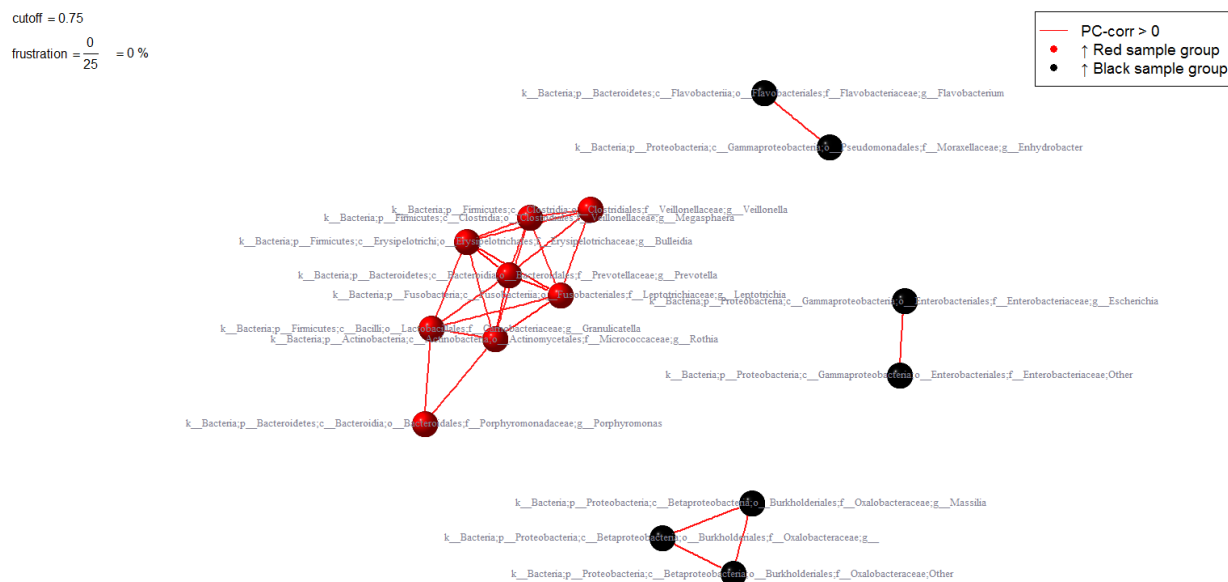 cutoff = 0.75
frustration = 0/25 = 0 %
PC-corr > 0
↑ Red sample group
↑ Black sample group
k__Bacteria;p__Bacteroidetes;c__Flavobacteriia;o__Flavobacteriales;f__Flavobacteriaceae;g__Flavobacterium
k__Bacteria;p__Proteobacteria;c__Gammaproteobacteria;o__Pseudomonadales;f__Moraxellaceae;g__Enhydrobacter
k__Bacteria;p__Firmicutes;c__Clostridia;o__Clostridiales;f__Veillonellaceae;g__Veillonella
k__Bacteria;p__Firmicutes;c__Clostridia;o__Clostridiales;f__Veillonellaceae;g__Megasphaera
k__Bacteria;p__Firmicutes;c__Erysipelotrichi;o__Erysipelotrichales;f__Erysipelotrichaceae;g__Bulleidia
k__Bacteria;p__Bacteroidetes;c__Bacteroidia;o__Bacteroidales;f__Prevotellaceae;g__Prevotella
k__Bacteria;p__Fusobacteria;c__Fusobacteria;o__Fusobacteriales;f__Leptotrichiaceae;g__Leptotrichia
k__Bacteria;p__Proteobacteria;c__Gammaproteobacteria;o__Enterobacteriales;f__Enterobacteriaceae;g__Escherichia
k__Bacteria;p__Firmicutes;c__Bacilli;o__Lactobacillales;f__Carnobacteriaceae;g__Granulicatella
k__Bacteria;p__Actinobacteria;c__Actinobacteria;o__Actinomycetales;f__Micrococcaceae;g__Rothia
k__Bacteria;p__Proteobacteria;c__Gammaproteobacteria;o__Enterobacteriales;f__Enterobacteriaceae;Other
k__Bacteria;p__Bacteroidetes;c__Bacteroidia;o__Bacteroidales;f__Porphyromonadaceae;g__Porphyromonas
k__Bacteria;p__Proteobacteria;c__Betaproteobacteria;o__Burkholderiales;f__Oxalobacteraceae;g__Massilia
k__Bacteria;p__Proteobacteria;c__Betaproteobacteria;o__Burkholderiales;f__Oxalobacteraceae;g__
k__Bacteria;p__Proteobacteria;c__Betaproteobacteria;o__Burkholderiales;f__Oxalobacteraceae;Other